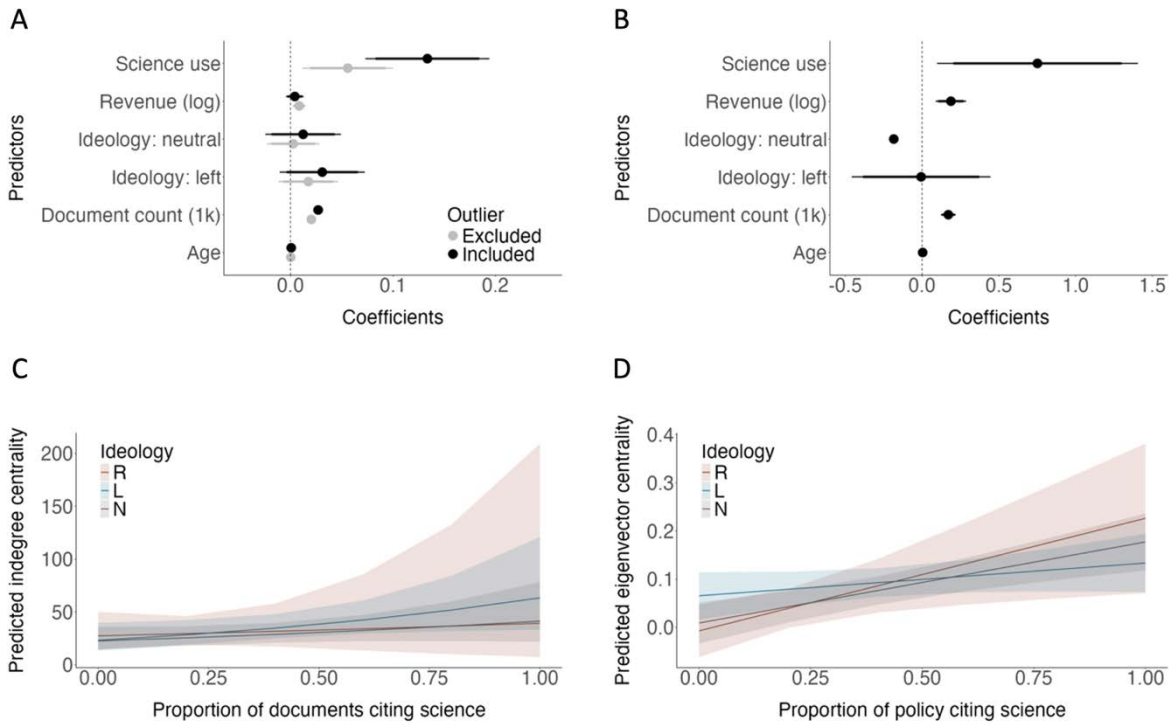 A
Predictors
Science use
Revenue (log)
Ideology: neutral
Ideology: left
Document count (1k)
Age
Outlier
Excluded
Included
0.0 0.1 0.2
Coefficients
B
Predictors
Science use
Revenue (log)
Ideology: neutral
Ideology: left
Document count (1k)
Age
-0.5 0.0 0.5 1.0 1.5
Coefficients
C
Predicted indegree centrality
200
150
100
50
0
Ideology
R
L
N
0.00 0.25 0.50 0.75 1.00
Proportion of documents citing science
D
Predicted eigenvector centrality
0.4
0.3
0.2
0.1
0.0
Ideology
R
L
N
0.00 0.25 0.50 0.75 1.00
Proportion of policy citing science